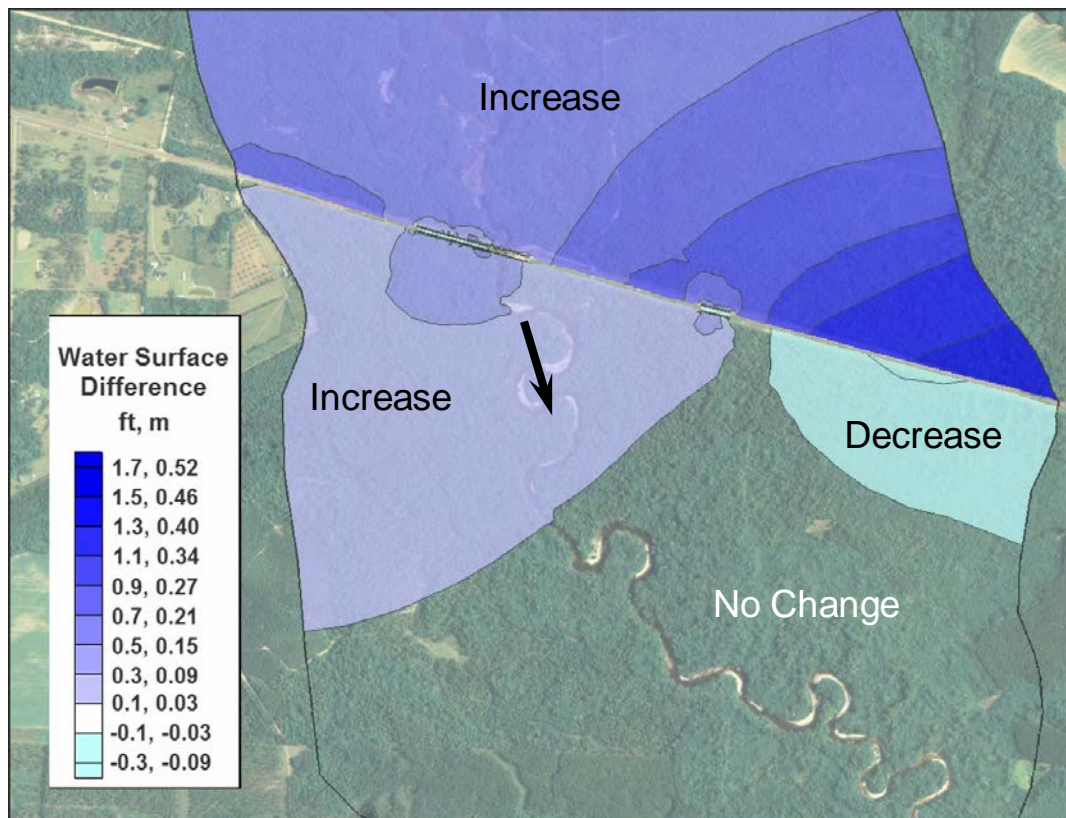 Increase
Increase
Decrease
No Change
Water Surface
Difference
ft, m
1.7, 0.52
1.5, 0.46
1.3, 0.40
1.1, 0.34
0.9, 0.27
0.7, 0.21
0.5, 0.15
0.3, 0.09
0.1, 0.03
-0.1, -0.03
-0.3, -0.09